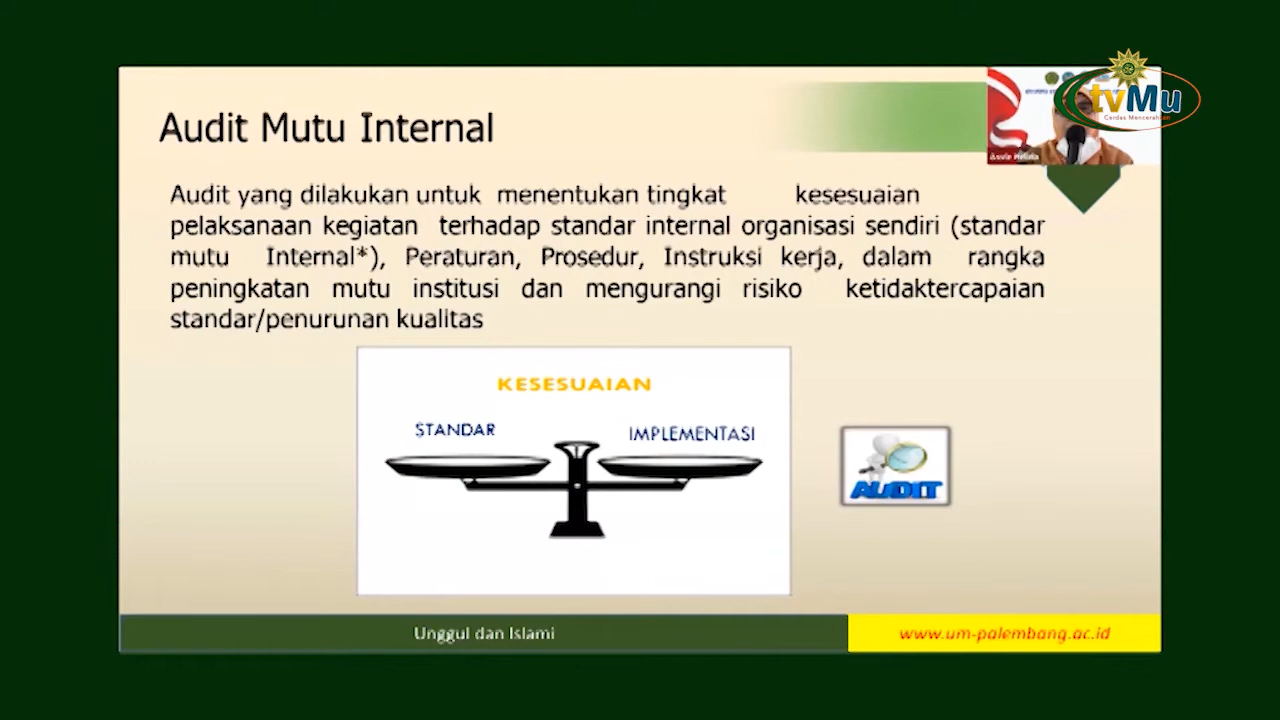 tvMu
Cerdas Mencerahkan
Audit Mutu Internal
Audit yang dilakukan untuk menentukan tingkat kesesuaian
pelaksanaan kegiatan terhadap standar internal organisasi sendiri (standar
mutu Internal*), Peraturan, Prosedur, Instruksi kerja, dalam rangka
peningkatan mutu institusi dan mengurangi risiko ketidaktercapaian
standar/penurunan kualitas
KESESUAIAN
STANDAR
IMPLEMENTASI
AUDIT
Unggul dan Islami
www.um-palembang.ac.id